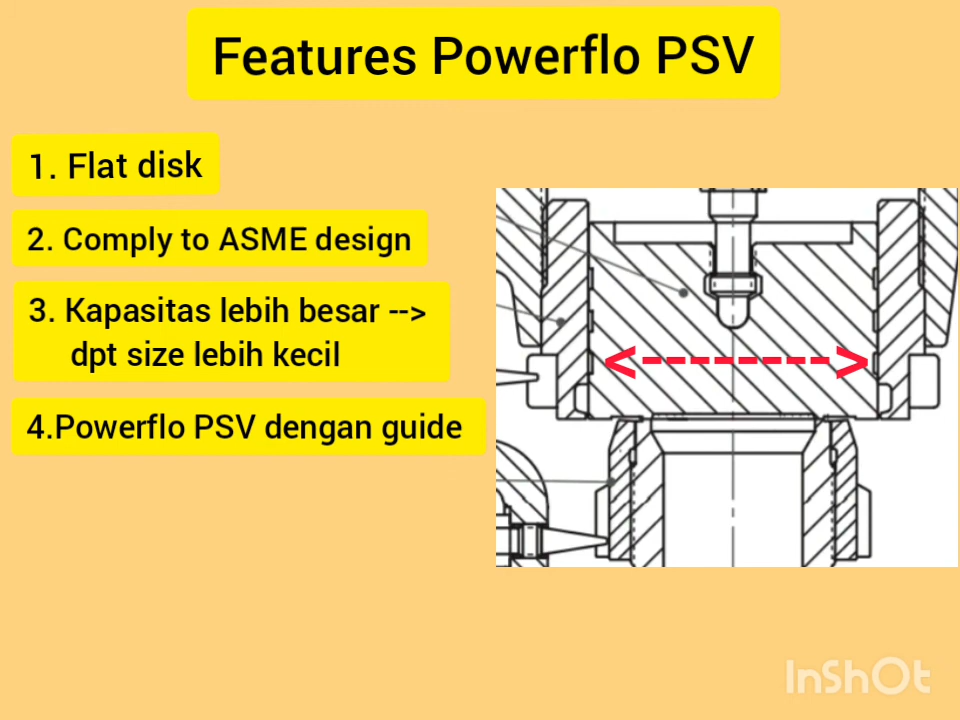 Features Powerflo PSV
1. Flat disk
2. Comply to ASME design
3. Kapasitas lebih besar -->
dpt size lebih kecil
4.Powerflo PSV dengan guide
<-------->
InShOt